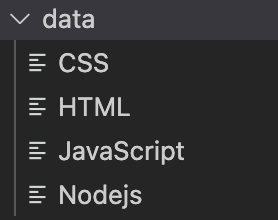 data
CSS
HTML
JavaScript
Nodejs